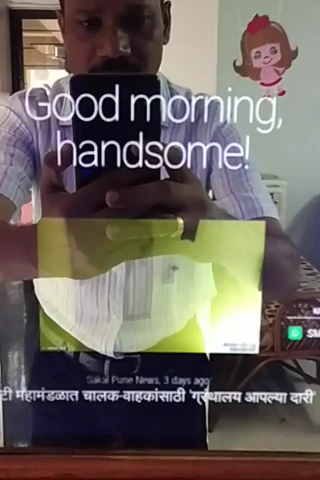 Good morning,
handsome!
Sakal Pune News, 3 days ago:
टी महामंडळात चालक-वाहकांसाठी 'ग्रंथालय आपल्या दारी'